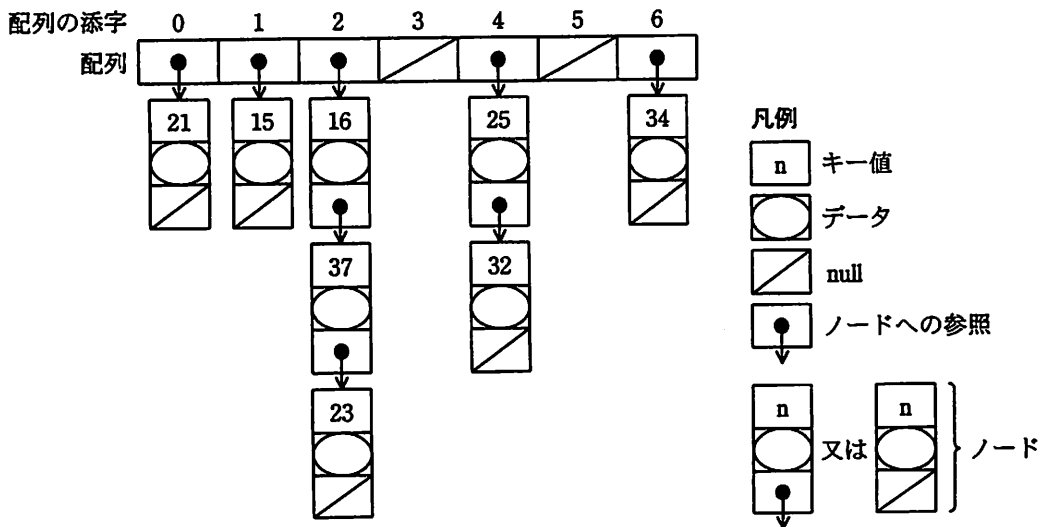 配列の添字 0 1 2 3 4 5 6
配列
21 15 16 25 34
37 32
23
凡例
n キー値
データ
null
ノードへの参照
n 又は n ノード